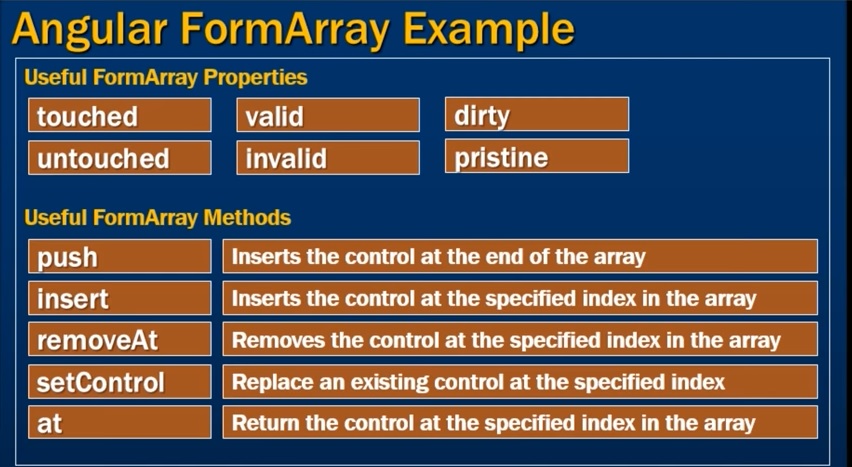 Angular FormArray Example
Useful FormArray Properties
touched valid dirty
untouched invalid pristine
Useful FormArray Methods
push Inserts the control at the end of the array
insert Inserts the control at the specified index in the array
removeAt Removes the control at the specified index in the array
setControl Replace an existing control at the specified index
at Return the control at the specified index in the array